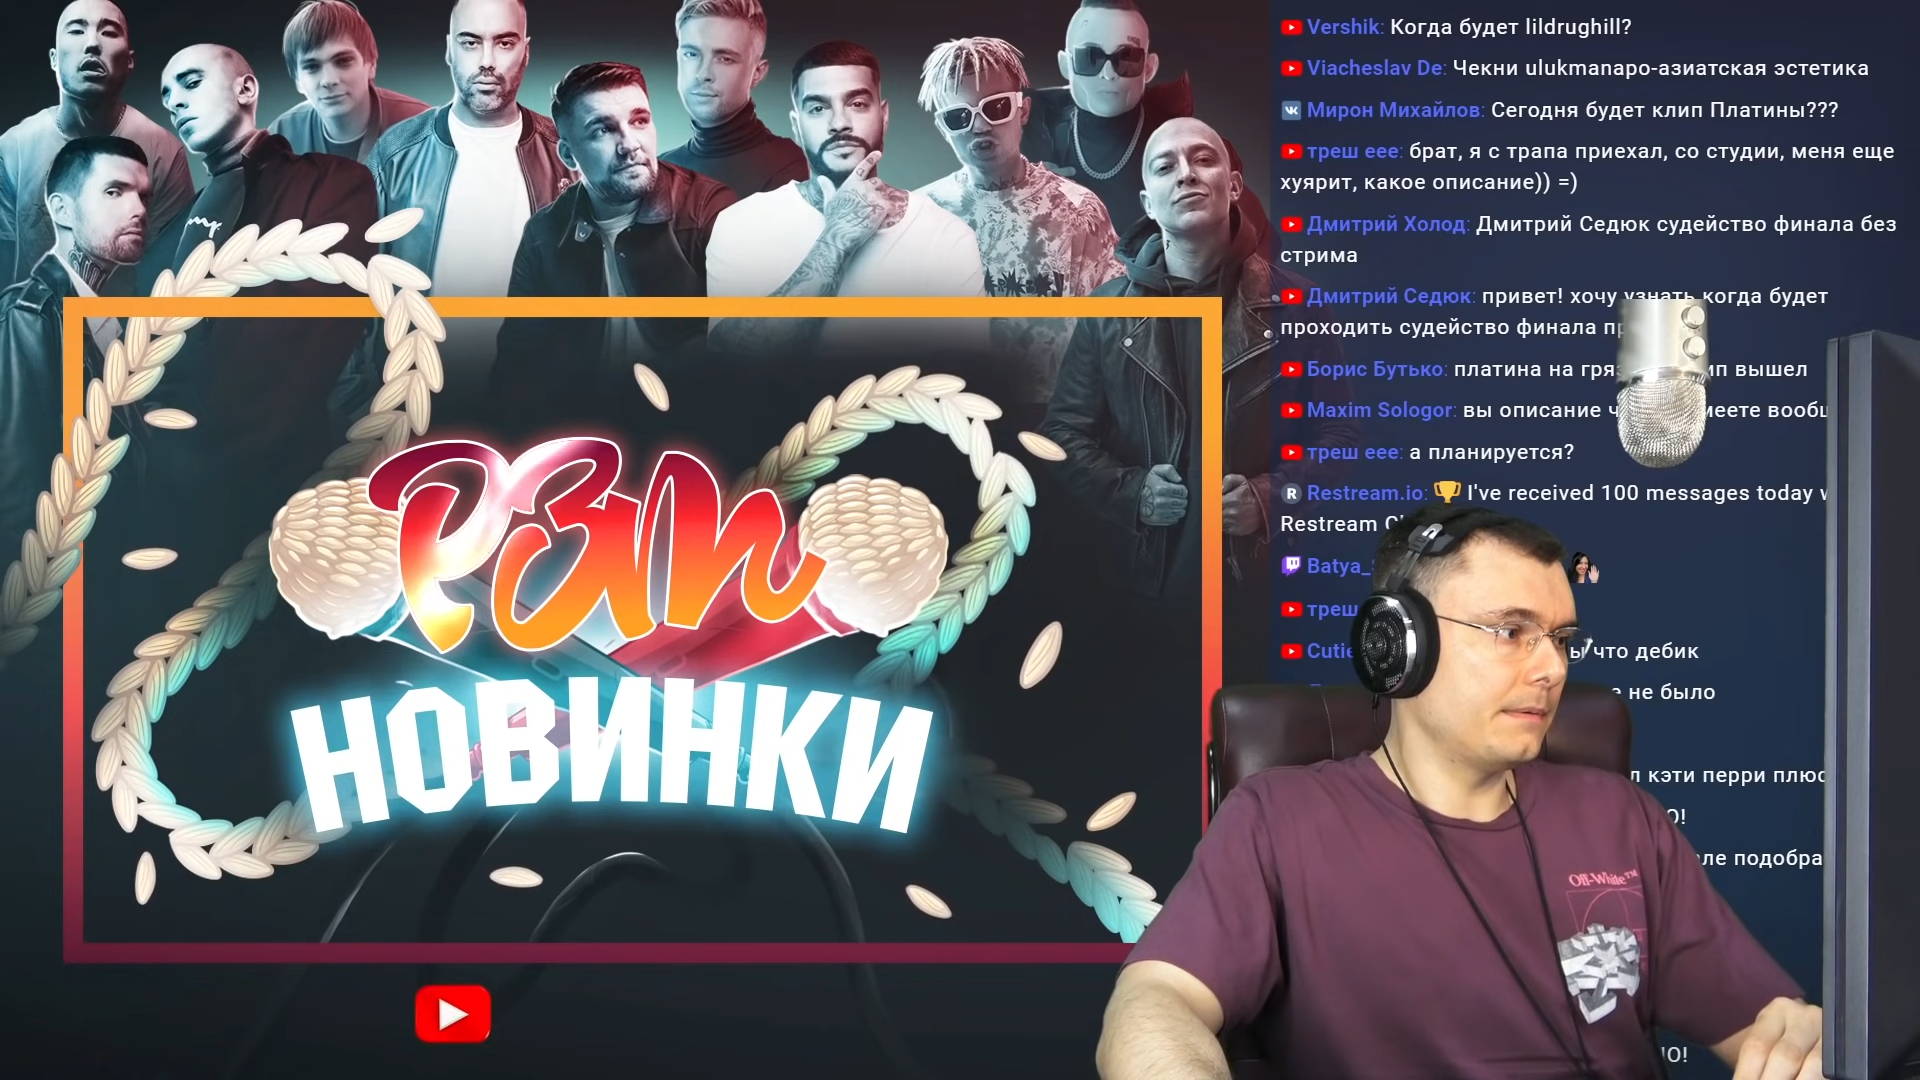 Vershik: Когда будет lildrughill?
Viacheslav De: Чекни ulukmanapo-азиатская эстетика
Мирон Михайлов: Сегодня будет клип Платины???
треш еее: брат, я с трапа приехал, со студии, меня еще
хуярит, какое описание)) =)
Дмитрий Холод: Дмитрий Седюк судейство финала без
стрима
Дмитрий Седюк: привет! хочу узнать когда будет
проходить судейство финала
Борис Бутько: платина на вышел
Maxim Sologor: вы описание
треш еее: а планируется?
R Restream.io: 🏆 I've received 100 messages today
Restream
треш
что дебик
не было
кэти перри
РЭП
НОВИНКИ
Off-White™